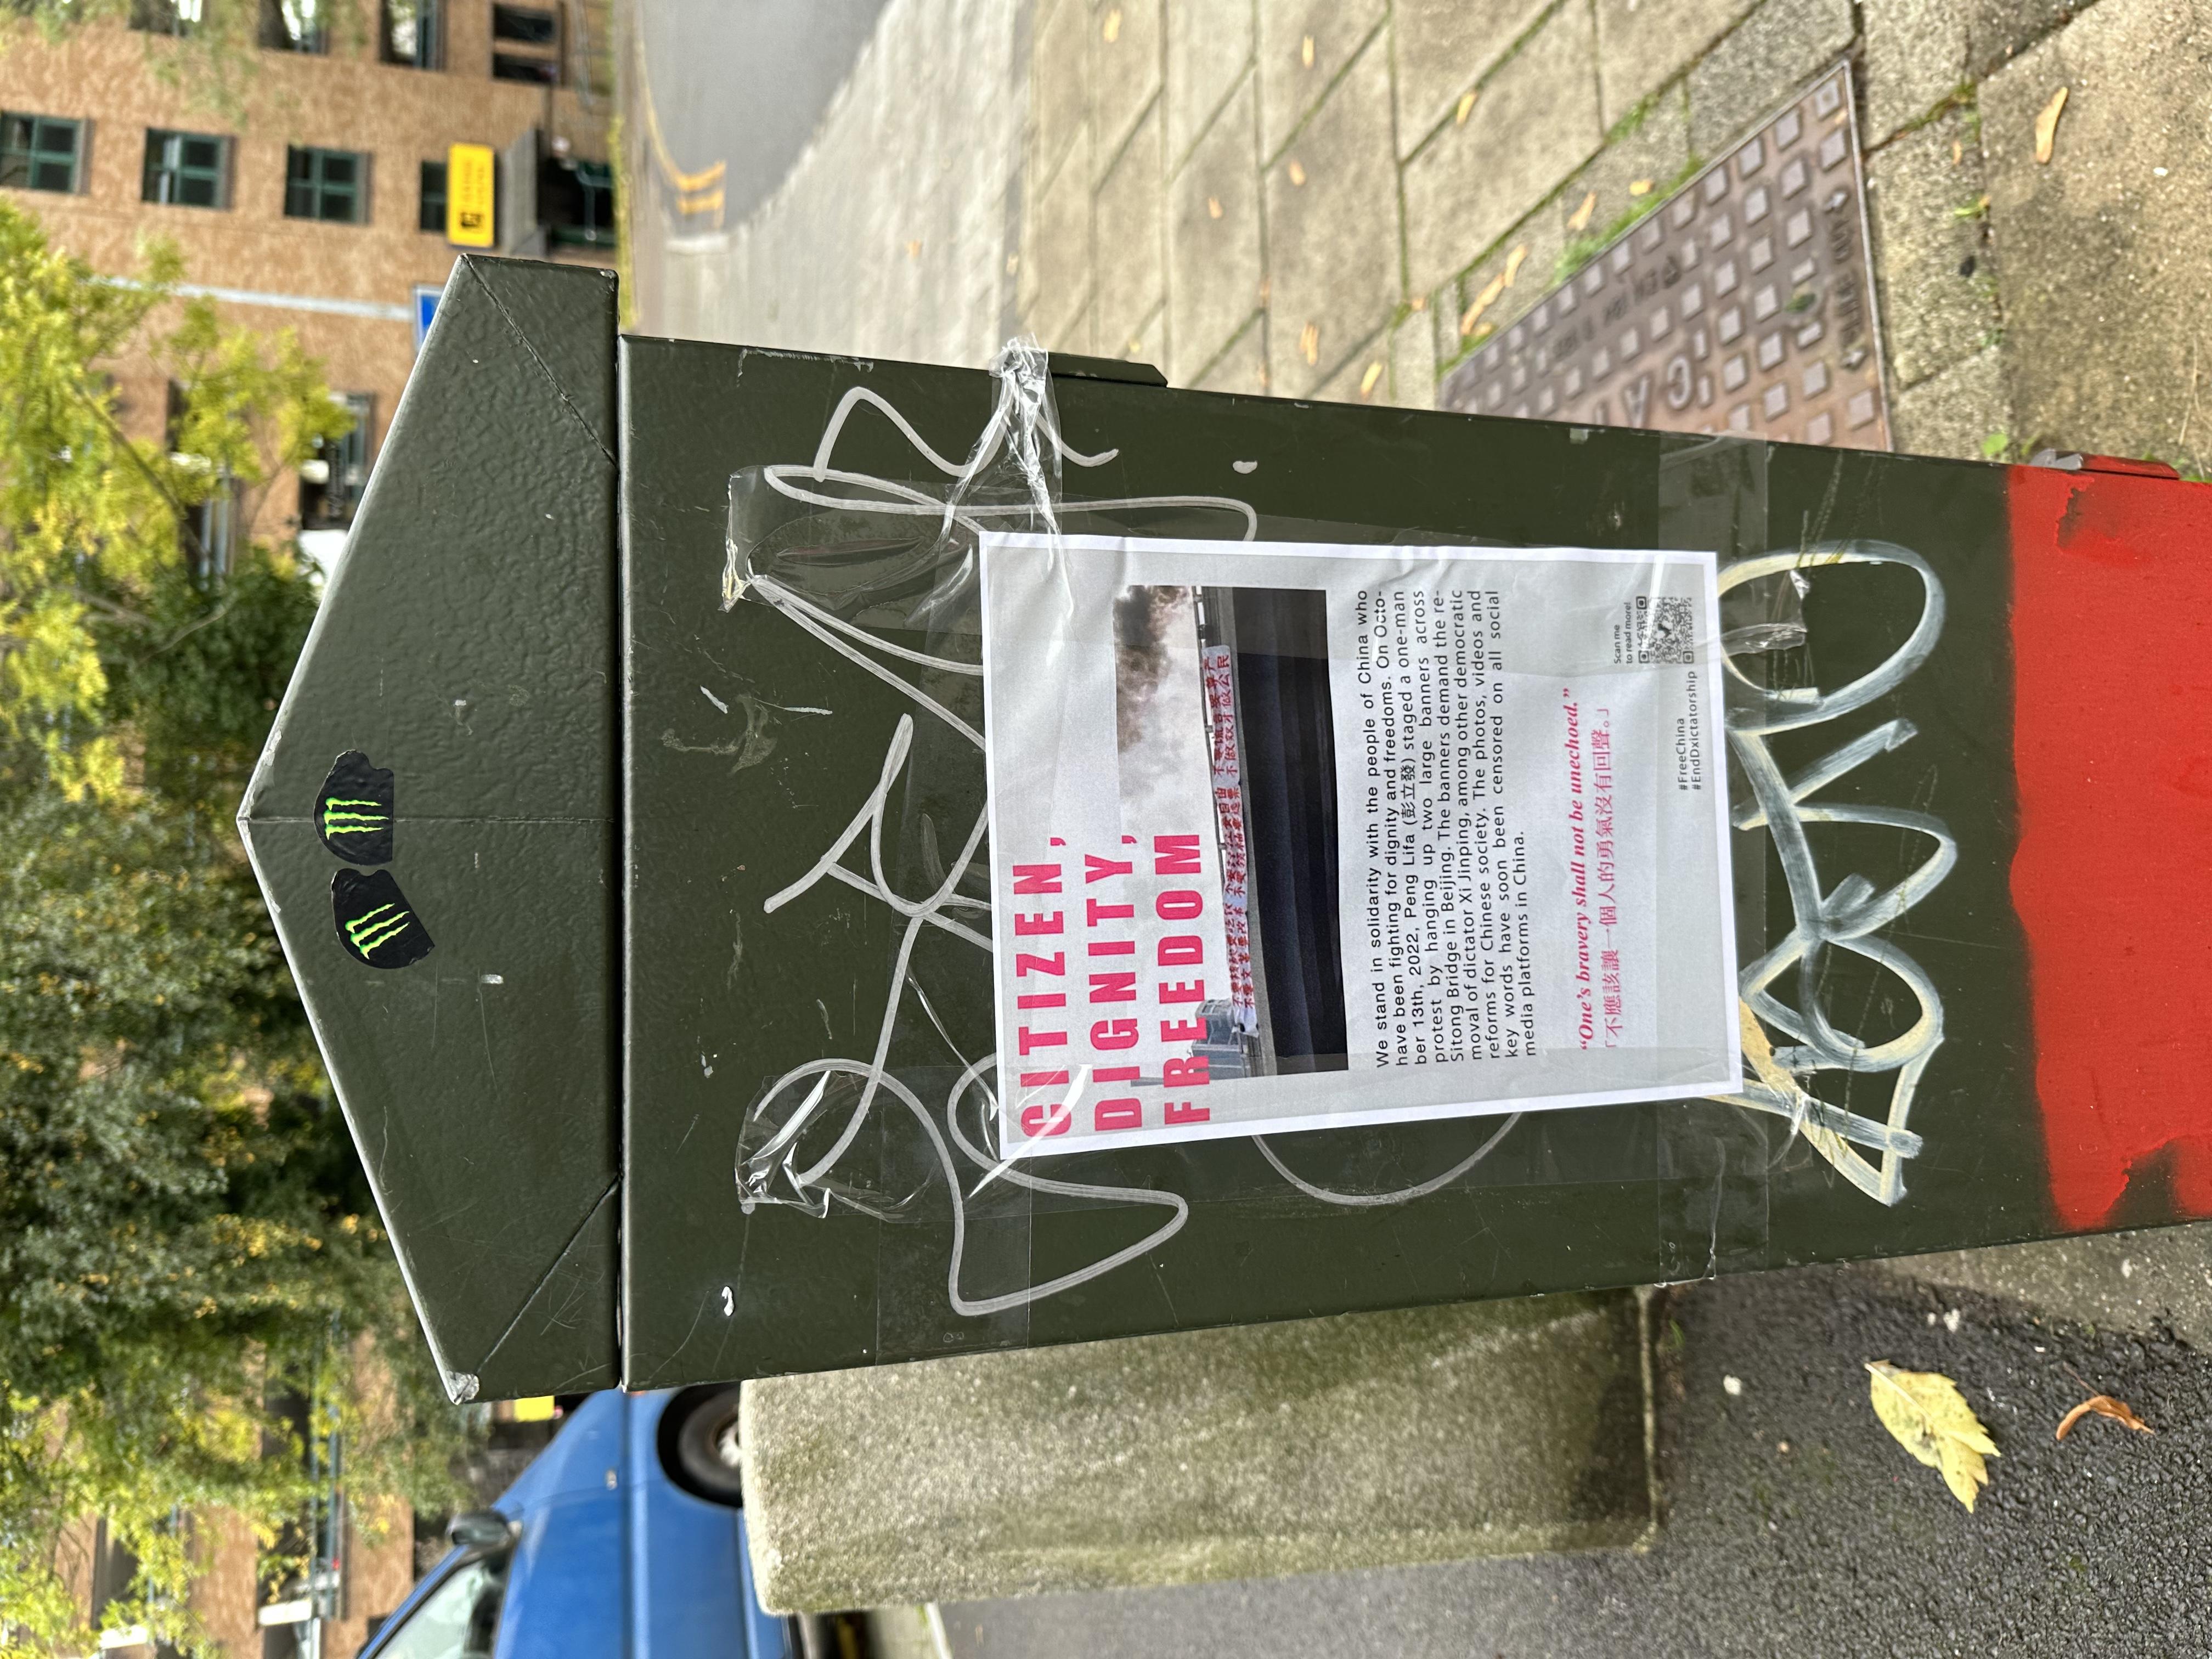 CITIZEN,
DIGNITY,
FREEDOM
We stand in solidarity with the people of China who
have been fighting for dignity and freedoms. On Octo-
ber 13th, 2022, Peng Lifa (彭立發) staged a one-man
protest by hanging up two large banners across
Sitong Bridge in Beijing. The banners demand the re-
moval of dictator Xi Jinping, among other democratic
reforms for Chinese society. The photos, videos and
key words have soon been censored on all social
media platforms in China.
“One’s bravery shall not be unechoed.”
「不應該讓一個人的勇氣沒有回聲。」
#FreeChina
#EndDxictatorship
Scan me
to read more!
CATV